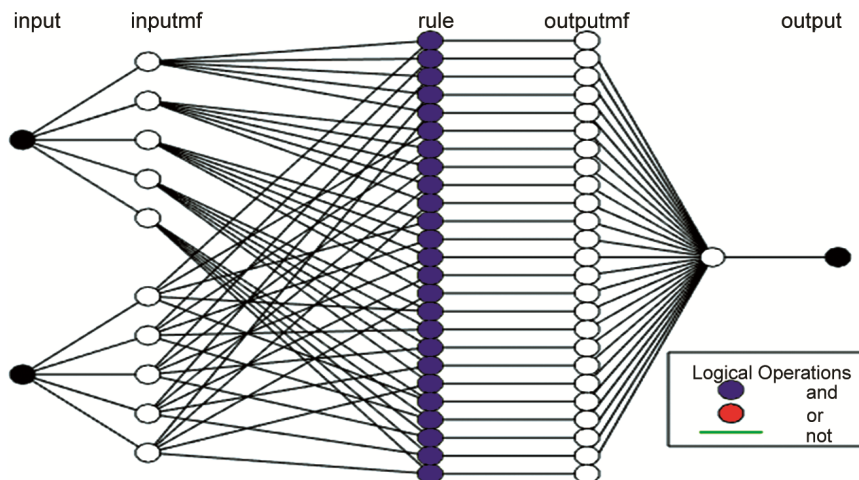 input inputmf rule outputmf output
Logical Operations
and
or
not